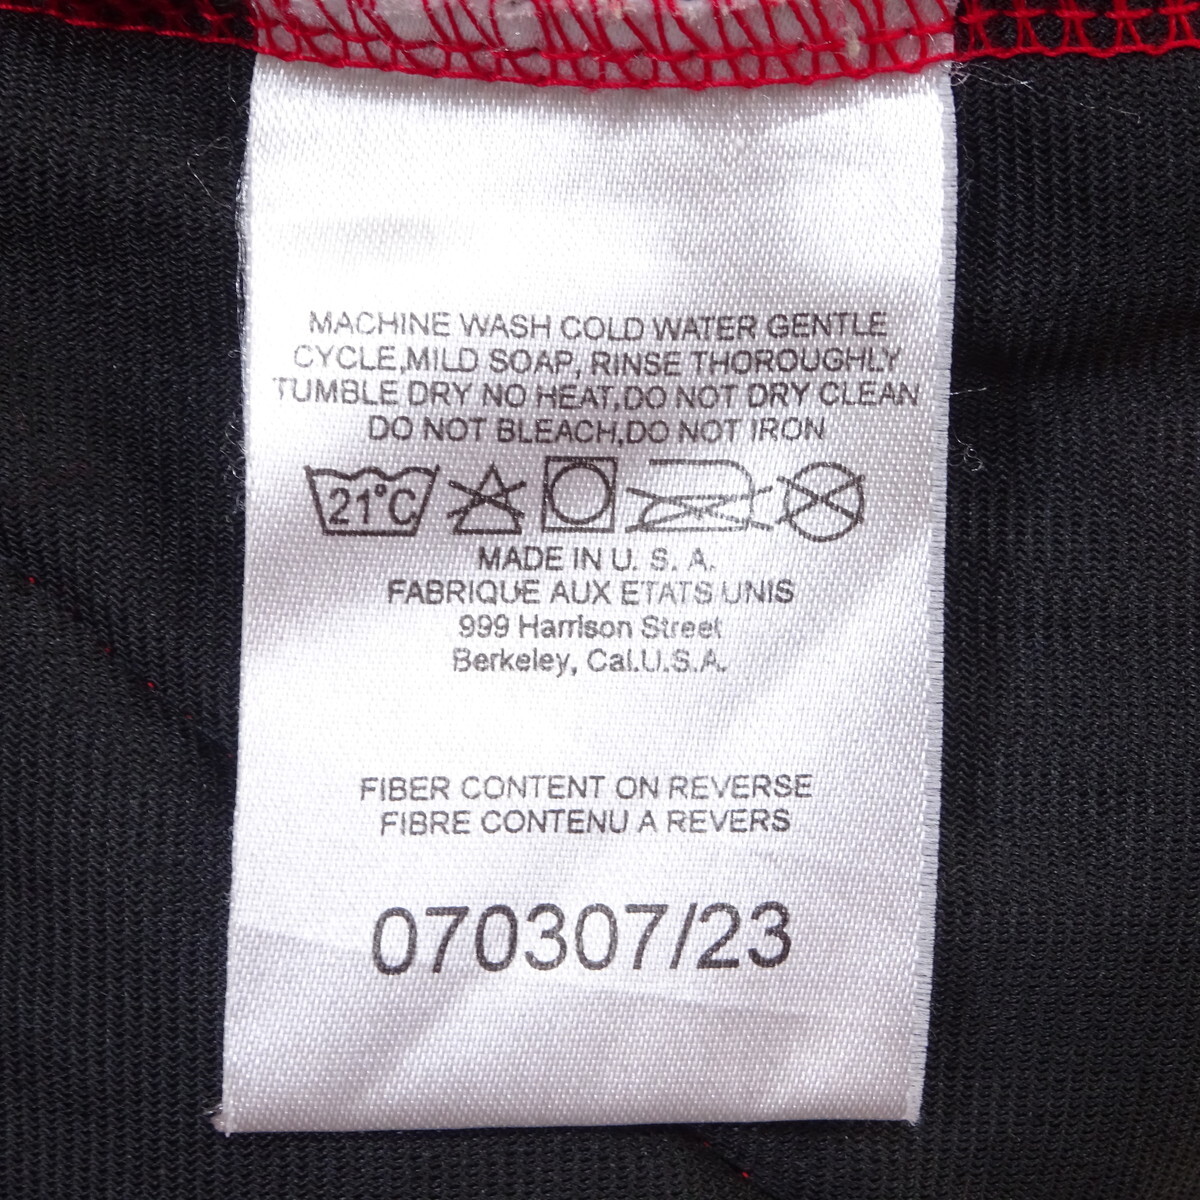 MACHINE WASH COLD WATER GENTLE
CYCLE,MILD SOAP, RINSE THOROUGHLY
TUMBLE DRY NO HEAT,DO NOT DRY CLEAN
DO NOT BLEACH,DO NOT IRON
21°C
MADE IN U. S. A.
FABRIQUE AUX ETATS UNIS
999 Harrison Street
Berkeley, Cal.U.S.A.
FIBER CONTENT ON REVERSE
FIBRE CONTENU A REVERS
070307/23